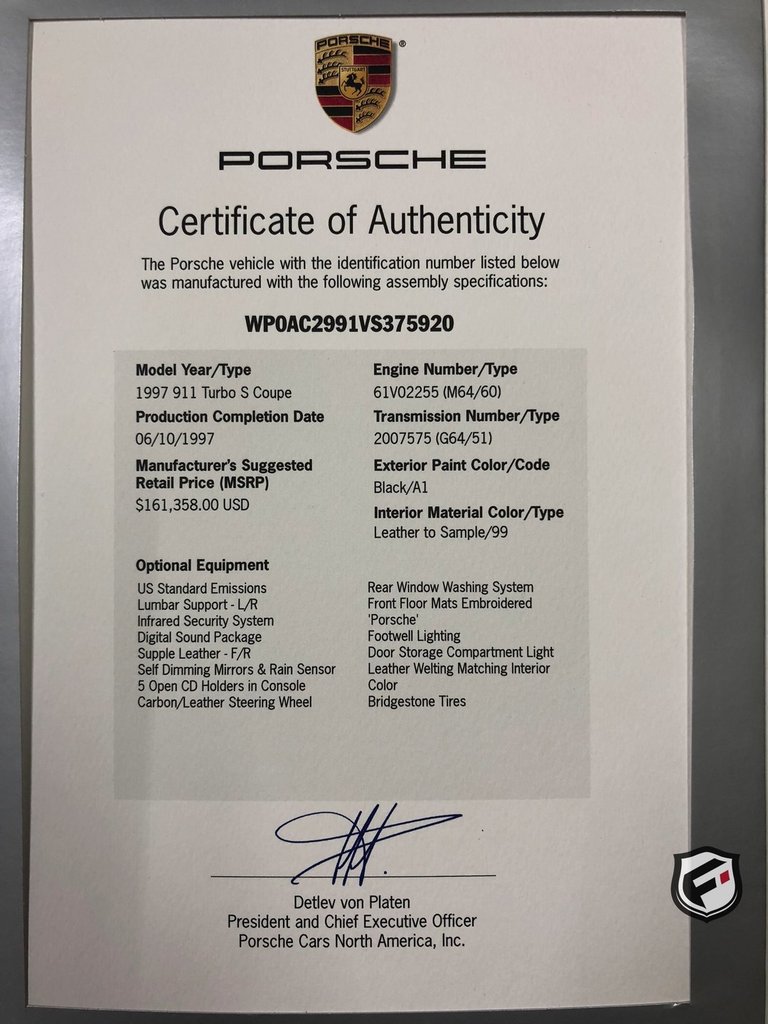 PORSCHE
STUTTGART
®
PORSCHE
Certificate of Authenticity
The Porsche vehicle with the identification number listed below
was manufactured with the following assembly specifications:
WP0AC2991VS375920
Model Year/Type
1997 911 Turbo S Coupe
Production Completion Date
06/10/1997
Manufacturer's Suggested
Retail Price (MSRP)
$161,358.00 USD
Engine Number/Type
61V02255 (M64/60)
Transmission Number/Type
2007575 (G64/51)
Exterior Paint Color/Code
Black/A1
Interior Material Color/Type
Leather to Sample/99
Optional Equipment
US Standard Emissions
Lumbar Support - L/R
Infrared Security System
Digital Sound Package
Supple Leather - F/R
Self Dimming Mirrors & Rain Sensor
5 Open CD Holders in Console
Carbon/Leather Steering Wheel
Rear Window Washing System
Front Floor Mats Embroidered
'Porsche'
Footwell Lighting
Door Storage Compartment Light
Leather Welting Matching Interior
Color
Bridgestone Tires
Detlev von Platen
President and Chief Executive Officer
Porsche Cars North America, Inc.
F